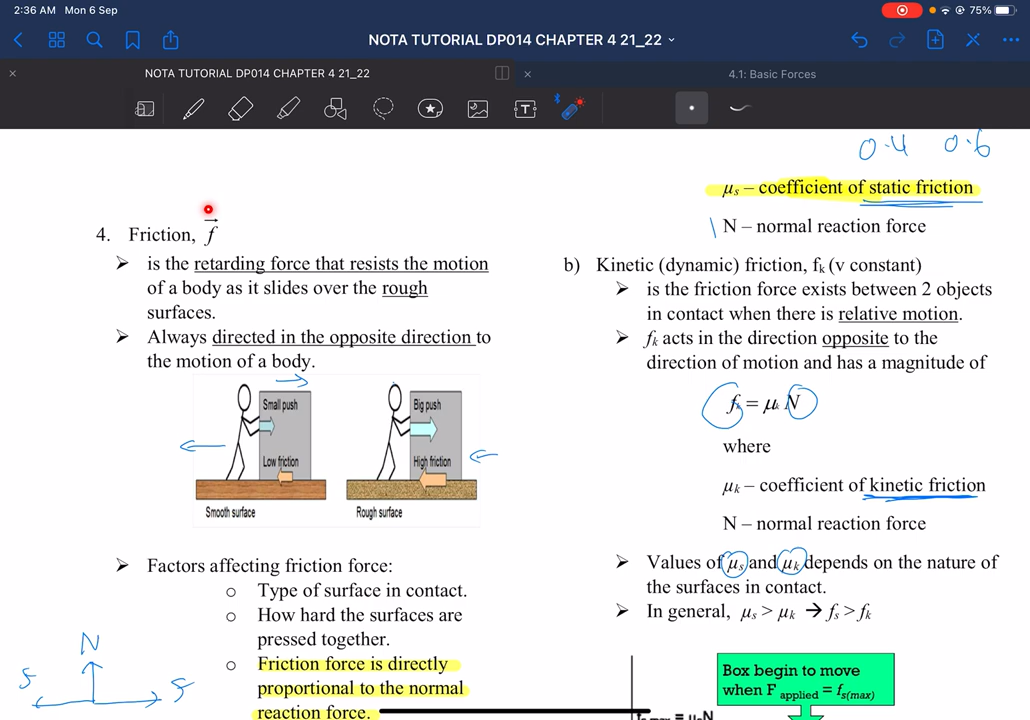 2:36 AM Mon 6 Sep
75%
NOTA TUTORIAL DP014 CHAPTER 4 21_22
NOTA TUTORIAL DP014 CHAPTER 4 21_22
4.1: Basic Forces
4. Friction, f
➢ is the retarding force that resists the motion
of a body as it slides over the rough
surfaces.
➢ Always directed in the opposite direction to
the motion of a body.
Small push
Low friction
Smooth surface
Big push
High friction
Rough surface
➢ Factors affecting friction force:
o Type of surface in contact.
o How hard the surfaces are
pressed together.
o Friction force is directly
proportional to the normal
reaction force.
N
0.4 0.6
μs – coefficient of static friction
N – normal reaction force
b) Kinetic (dynamic) friction, fk (v constant)
➢ is the friction force exists between 2 objects
in contact when there is relative motion.
➢ fk acts in the direction opposite to the
direction of motion and has a magnitude of
fk = μk N
where
μk – coefficient of kinetic friction
N – normal reaction force
➢ Values of μs and μk depends on the nature of
the surfaces in contact.
➢ In general, μs > μk → fs > fk
Box begin to move
when F applied = fs(max)